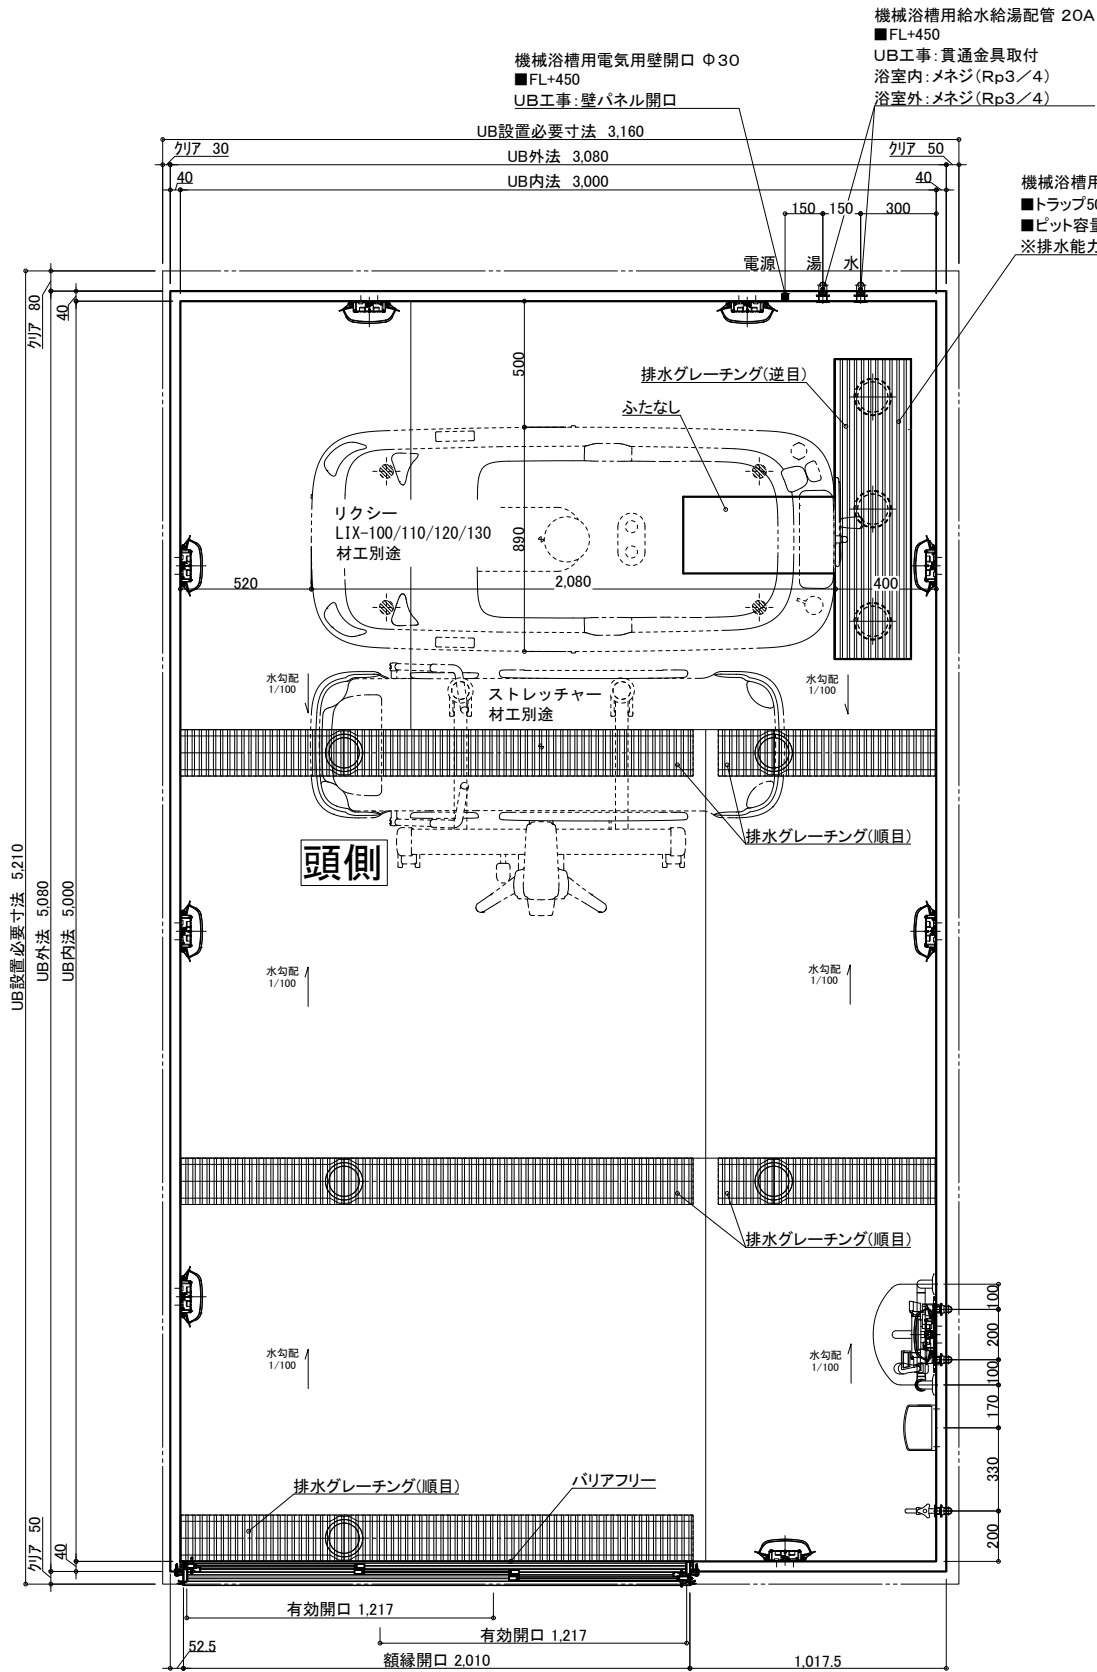 機械浴槽用給水給湯配管 20A
■FL+450
UB工事:貫通金具取付
浴室内:メネジ(Rp3/4)
浴室外:メネジ(Rp3/4)
機械浴槽用電気用壁開口 Φ30
■FL+450
UB工事:壁パネル開口
UB設置必要寸法 3,160
クリア 30
UB外法 3,080
クリア 50
40
UB内法 3,000
40
機械浴槽用
■トラップ50
■ピット容量
※排水能力
150
150
300
電源
湯
水
クリア 80
40
500
排水グレーチング(逆目)
ふたなし
リクシー
LIX-100/110/120/130
材工別途
890
520
2,080
400
水勾配
1/100
ストレッチャー
材工別途
水勾配
1/100
排水グレーチング(順目)
頭側
UB設置必要寸法 5,210
UB外法 5,080
UB内法 5,000
水勾配
1/100
水勾配
1/100
排水グレーチング(順目)
100
200
100
170
330
200
水勾配
1/100
水勾配
1/100
排水グレーチング(順目)
バリアフリー
クリア 50
40
有効開口 1,217
有効開口 1,217
52.5
額縁開口 2,010
1,017.5